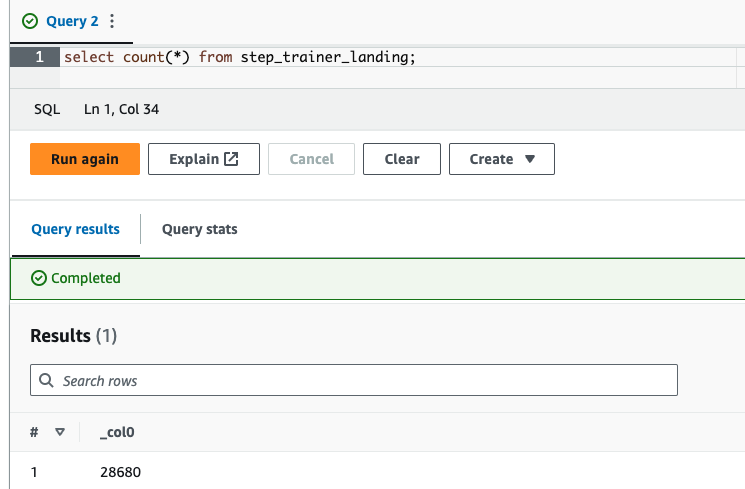 Query 2
1 select count(*) from step_trainer_landing;
SQL Ln 1, Col 34
Run again Explain Cancel Clear Create
Query results Query stats
Completed
Results (1)
Search rows
# _col0
1 28680